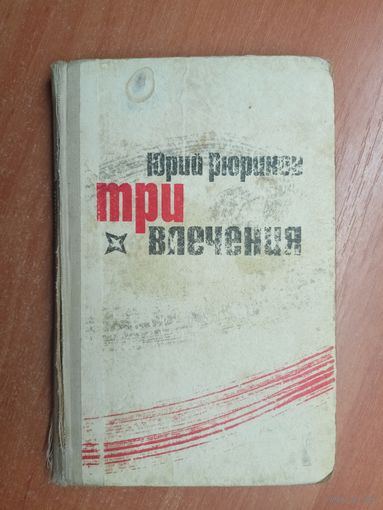 Юрий Рюриков
три
влечения